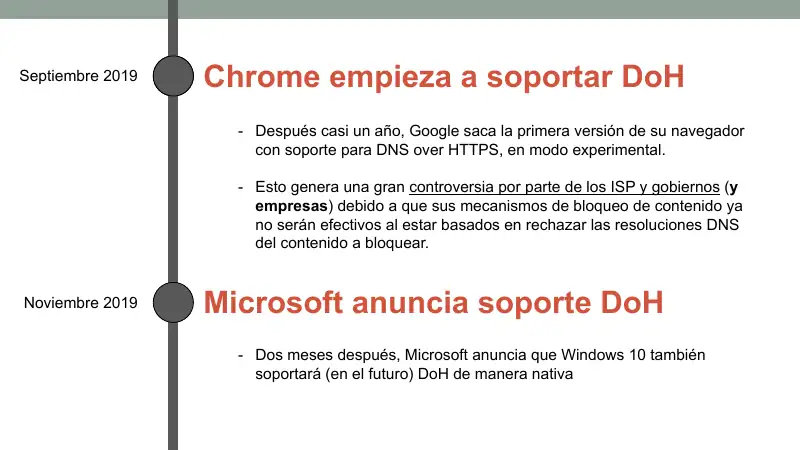 Septiembre 2019
Chrome empieza a soportar DoH
- Después casi un año, Google saca la primera versión de su navegador
con soporte para DNS over HTTPS, en modo experimental.
- Esto genera una gran controversia por parte de los ISP y gobiernos (y
empresas) debido a que sus mecanismos de bloqueo de contenido ya
no serán efectivos al estar basados en rechazar las resoluciones DNS
del contenido a bloquear.
Noviembre 2019
Microsoft anuncia soporte DoH
- Dos meses después, Microsoft anuncia que Windows 10 también
soportará (en el futuro) DoH de manera nativa